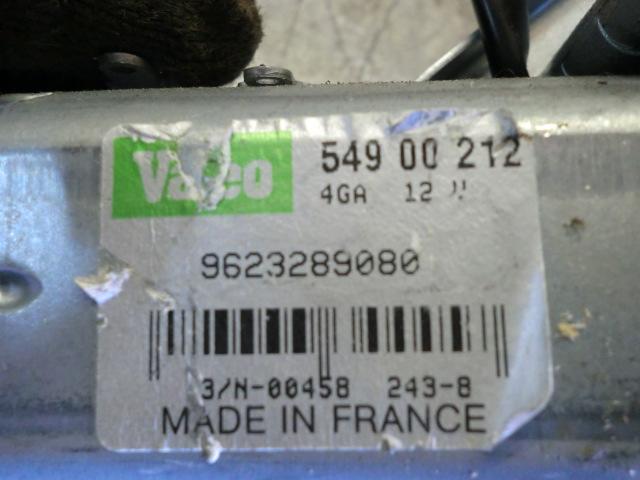 Valeo
549 00 212
4GA 12 V
9623289080
3/N-00458 243-8
MADE IN FRANCE